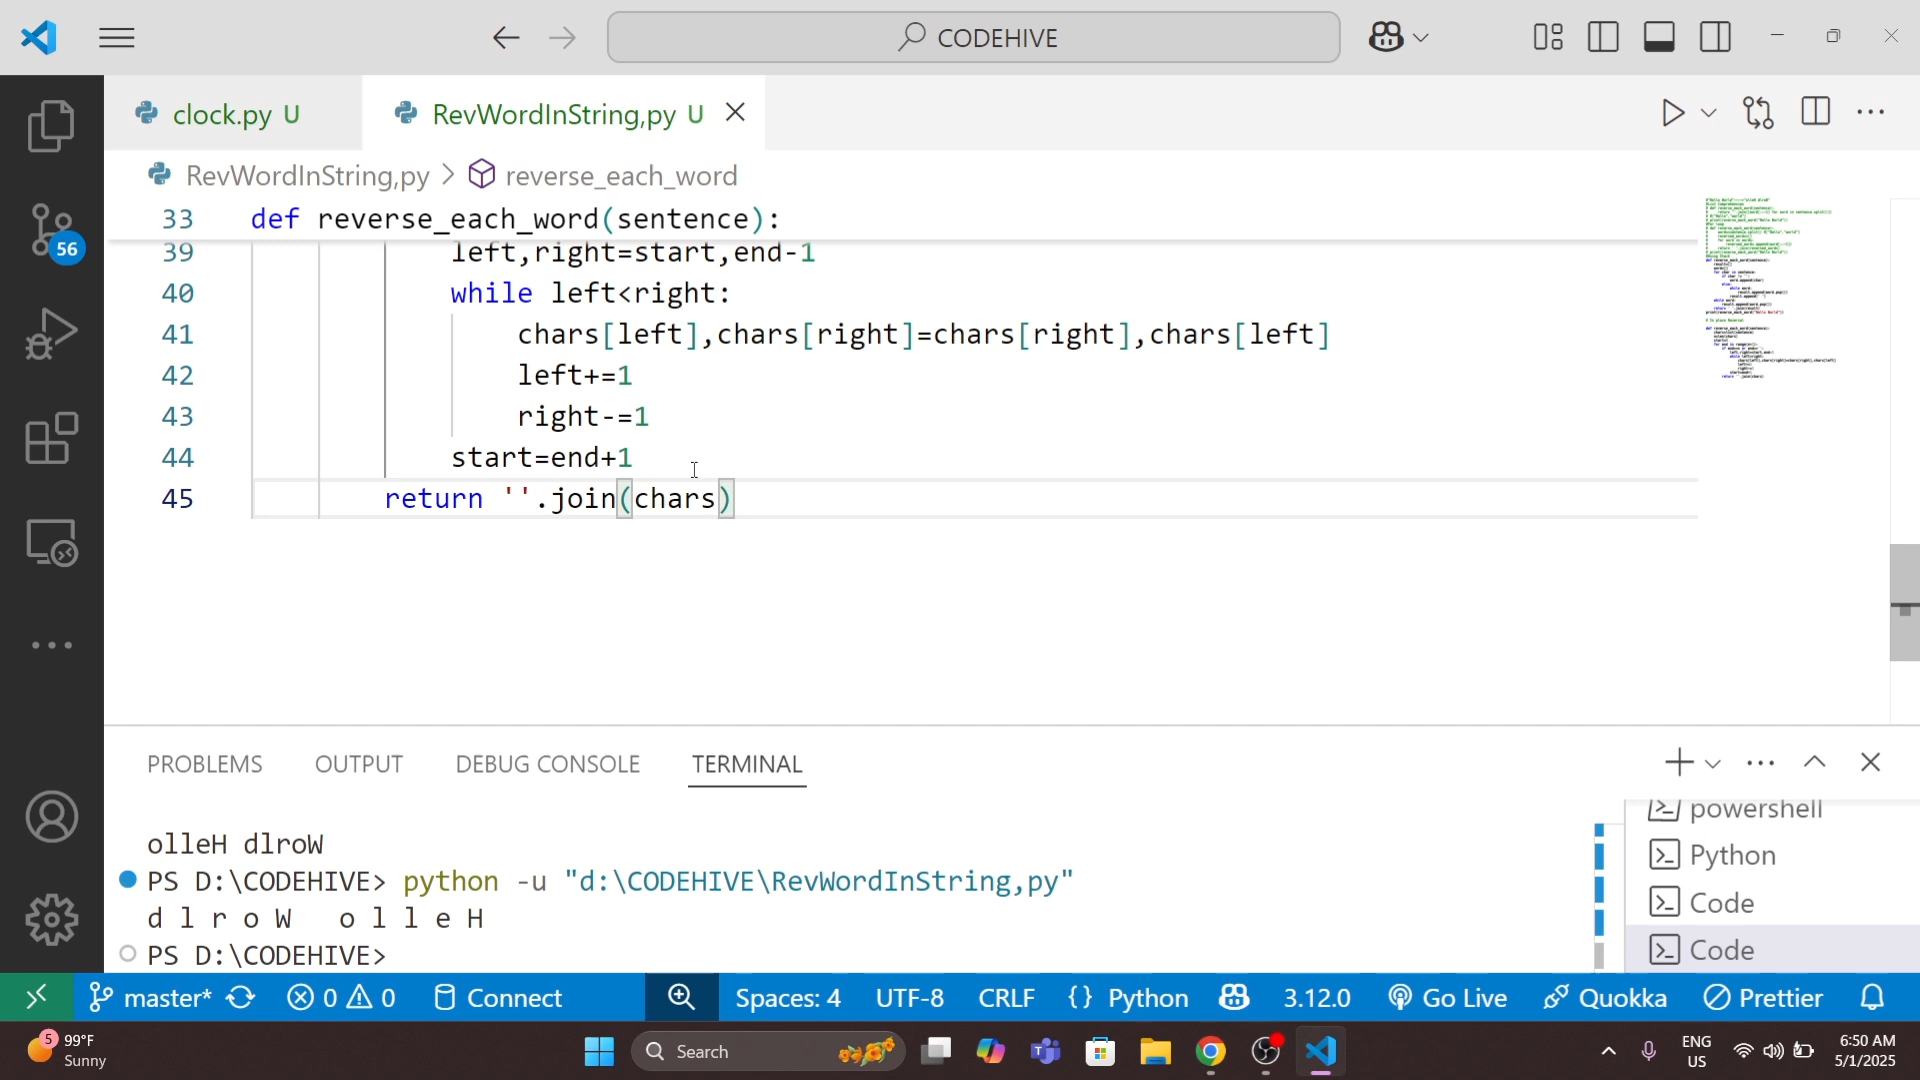 CODEHIVE
clock.py U
RevWordInString,py U
RevWordInString,py > reverse_each_word
33 def reverse_each_word(sentence):
39 left,right=start,end-1
40 while left<right:
41 chars[left],chars[right]=chars[right],chars[left]
42 left+=1
43 right-=1
44 start=end+1
45 return ''.join(chars)
56
PROBLEMS OUTPUT DEBUG CONSOLE TERMINAL
olleH dlroW
PS D:\CODEHIVE> python -u "d:\CODEHIVE\RevWordInString,py"
d l r o W   o l l e H
PS D:\CODEHIVE>
powershell
Python
Code
Code
master* 0 0 Connect Spaces: 4 UTF-8 CRLF {} Python 3.12.0 Go Live Quokka Prettier
5
99°F
Sunny
Search
ENG
US
6:50 AM
5/1/2025